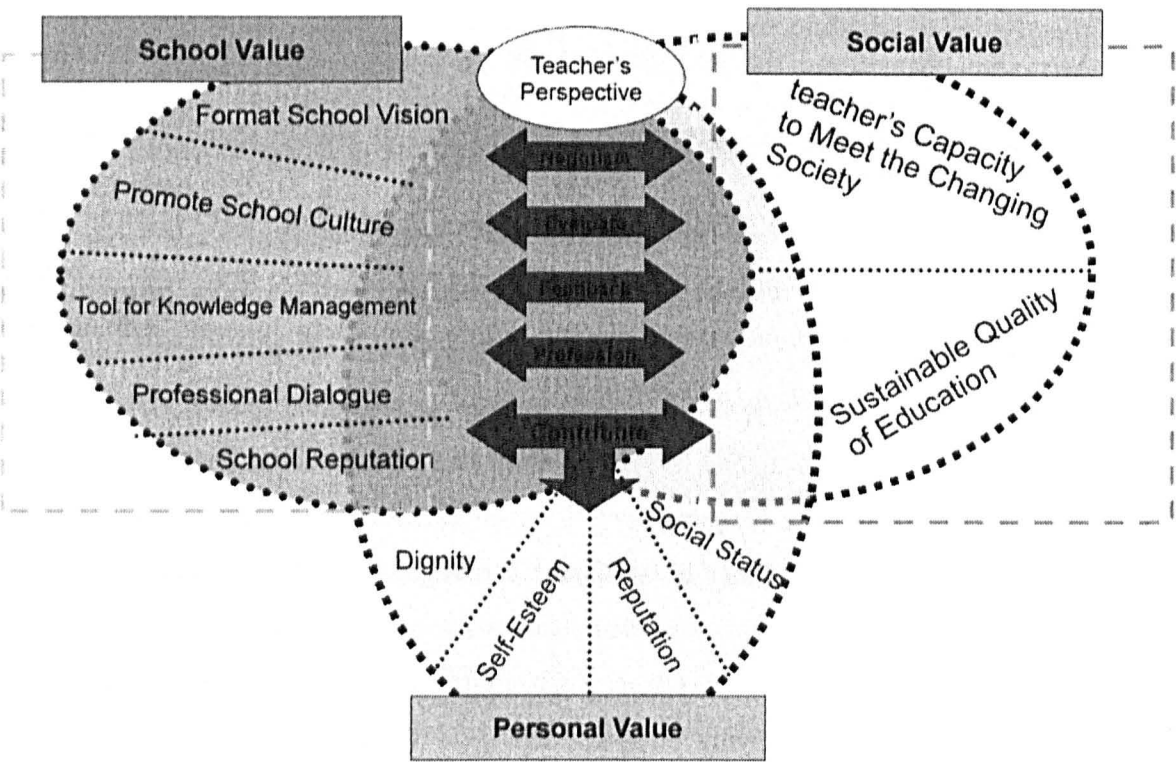 School Value
Social Value
Teacher's
Perspective
Format School Vision
Promote School Culture
Tool for Knowledge Management
Professional Dialogue
School Reputation
Feedback
Profession
Contribute
teacher's Capacity
to Meet the Changing
Society
Sustainable Quality
of Education
Dignity
Self-Esteem
Reputation
Social Status
Personal Value